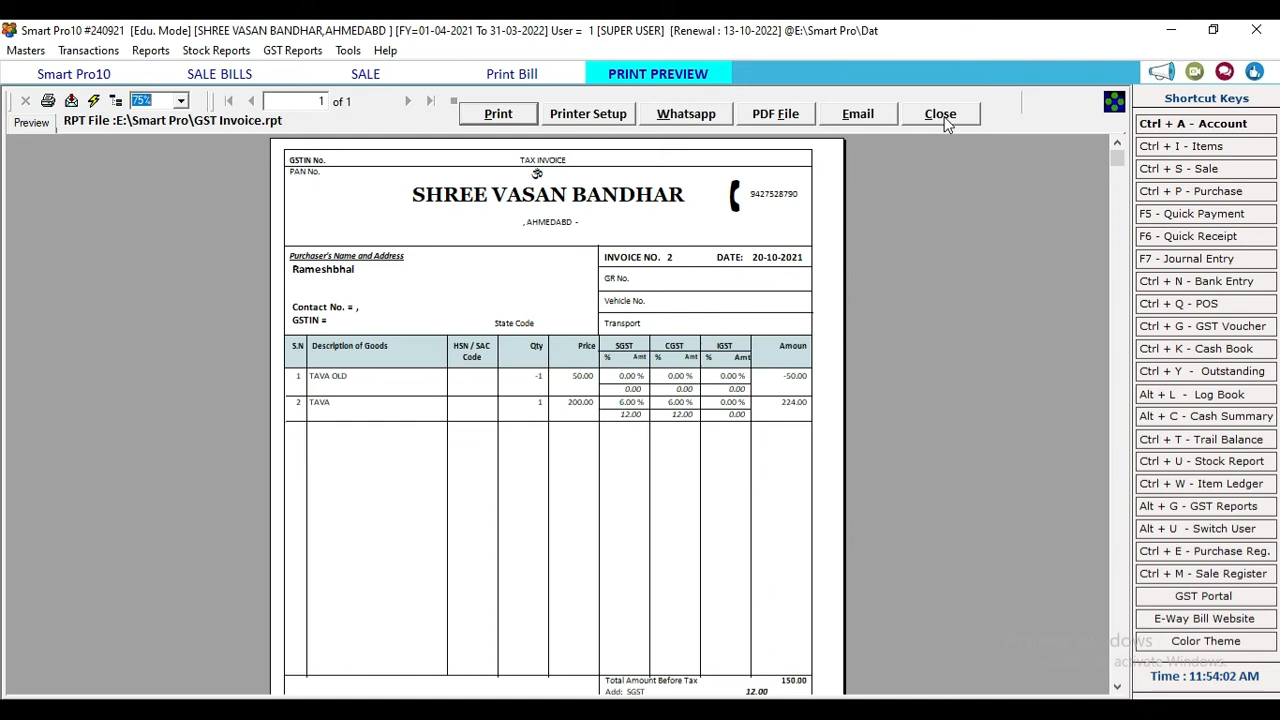 Smart Pro10 #240921 [Edu. Mode] [SHREE VASAN BANDHAR,AHMEDABD ] [FY=01-04-2021 To 31-03-2022] User = 1 [SUPER USER] [Renewal : 13-10-2022] @E:\Smart Pro\Dat
Masters Transactions Reports Stock Reports GST Reports Tools Help
Smart Pro10 SALE BILLS SALE Print Bill PRINT PREVIEW
75% 1 of 1
Print Printer Setup Whatsapp PDF File Email Close
Preview RPT File :E:\Smart Pro\GST Invoice.rpt
GSTIN No. TAX INVOICE
PAN No. ॐ
SHREE VASAN BANDHAR 9427528790
, AHMEDABD -
Purchaser's Name and Address
Rameshbhal
Contact No. = ,
GSTIN =
State Code
INVOICE NO. 2 DATE: 20-10-2021
GR No.
Vehicle No.
Transport
S.N Description of Goods HSN / SAC Code Qty Price SGST CGST IGST Amoun
% Amt % Amt % Amt
1 TAVA OLD -1 50.00 0.00 % 0.00 % 0.00 % -50.00
0.00 0.00 0.00
2 TAVA 1 200.00 6.00 % 6.00 % 0.00 % 224.00
12.00 12.00 0.00
Total Amount Before Tax 150.00
Add: SGST 12.00
Shortcut Keys
Ctrl + A - Account
Ctrl + I - Items
Ctrl + S - Sale
Ctrl + P - Purchase
F5 - Quick Payment
F6 - Quick Receipt
F7 - Journal Entry
Ctrl + N - Bank Entry
Ctrl + Q - POS
Ctrl + G - GST Voucher
Ctrl + K - Cash Book
Ctrl + Y - Outstanding
Alt + L - Log Book
Alt + C - Cash Summary
Ctrl + T - Trail Balance
Ctrl + U - Stock Report
Ctrl + W - Item Ledger
Alt + G - GST Reports
Alt + U - Switch User
Ctrl + E - Purchase Reg.
Ctrl + M - Sale Register
GST Portal
E-Way Bill Website
Color Theme
activate Windows.
Time : 11:54:02 AM